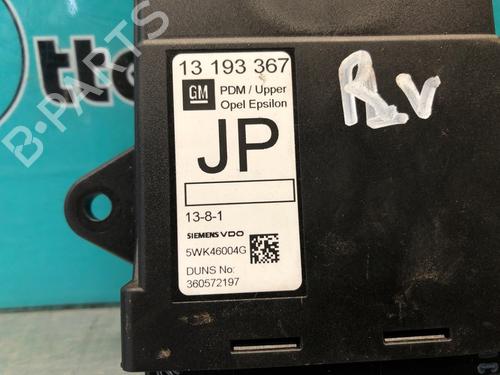 13 193 367
GM
PDM / Upper
Opel Epsilon
JP
13-8-1
SIEMENS VDO
5WK46004G
DUNS No:
360572197
Rv
B-PARTS